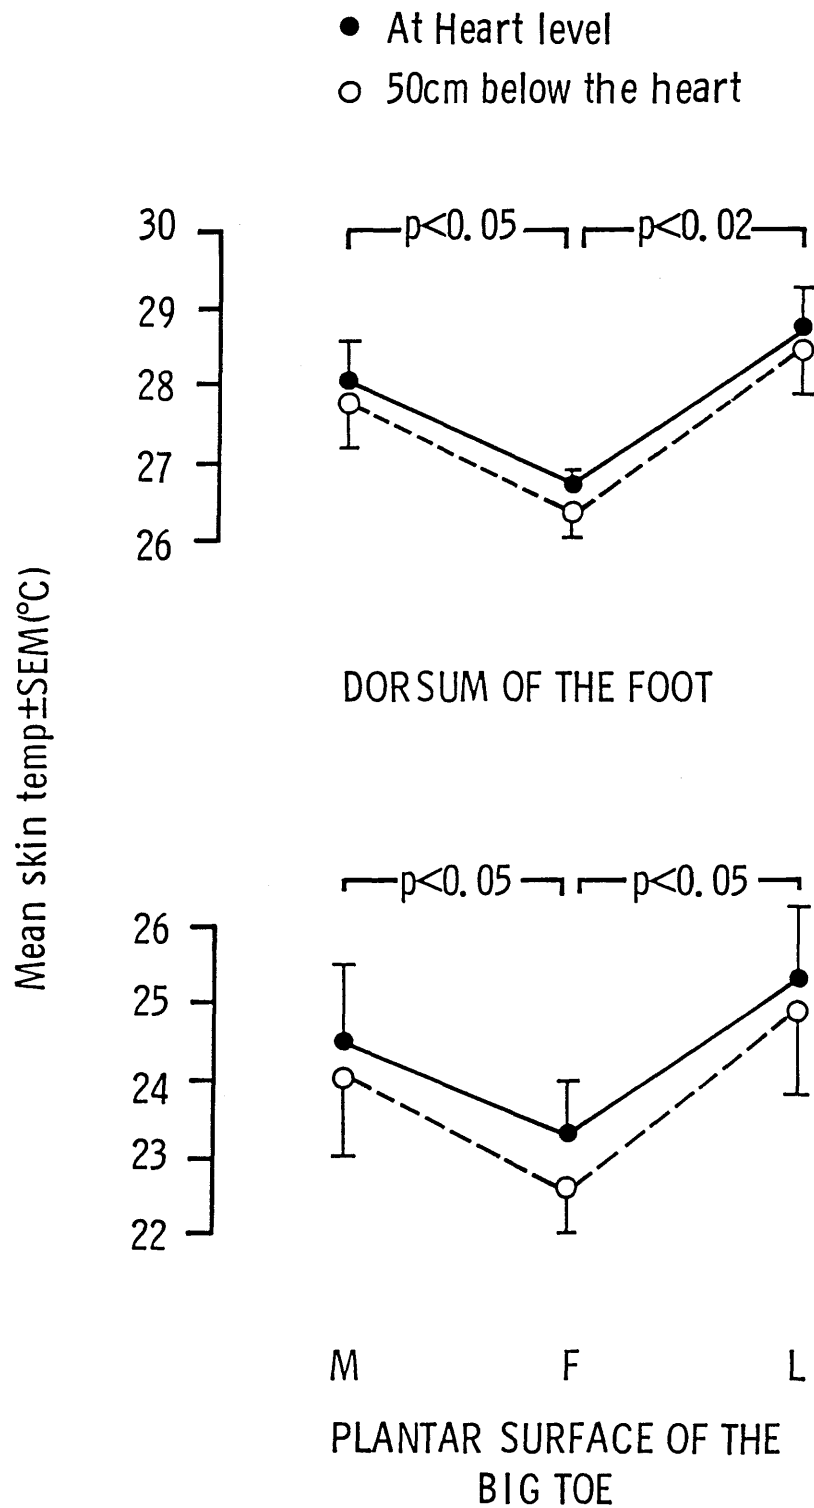 ● At Heart level
○ 50cm below the heart
p<0.05 p<0.02
30
29
28
27
26
Mean skin temp±SEM(°C)
DORSUM OF THE FOOT
p<0.05 p<0.05
26
25
24
23
22
M F L
PLANTAR SURFACE OF THE
BIG TOE